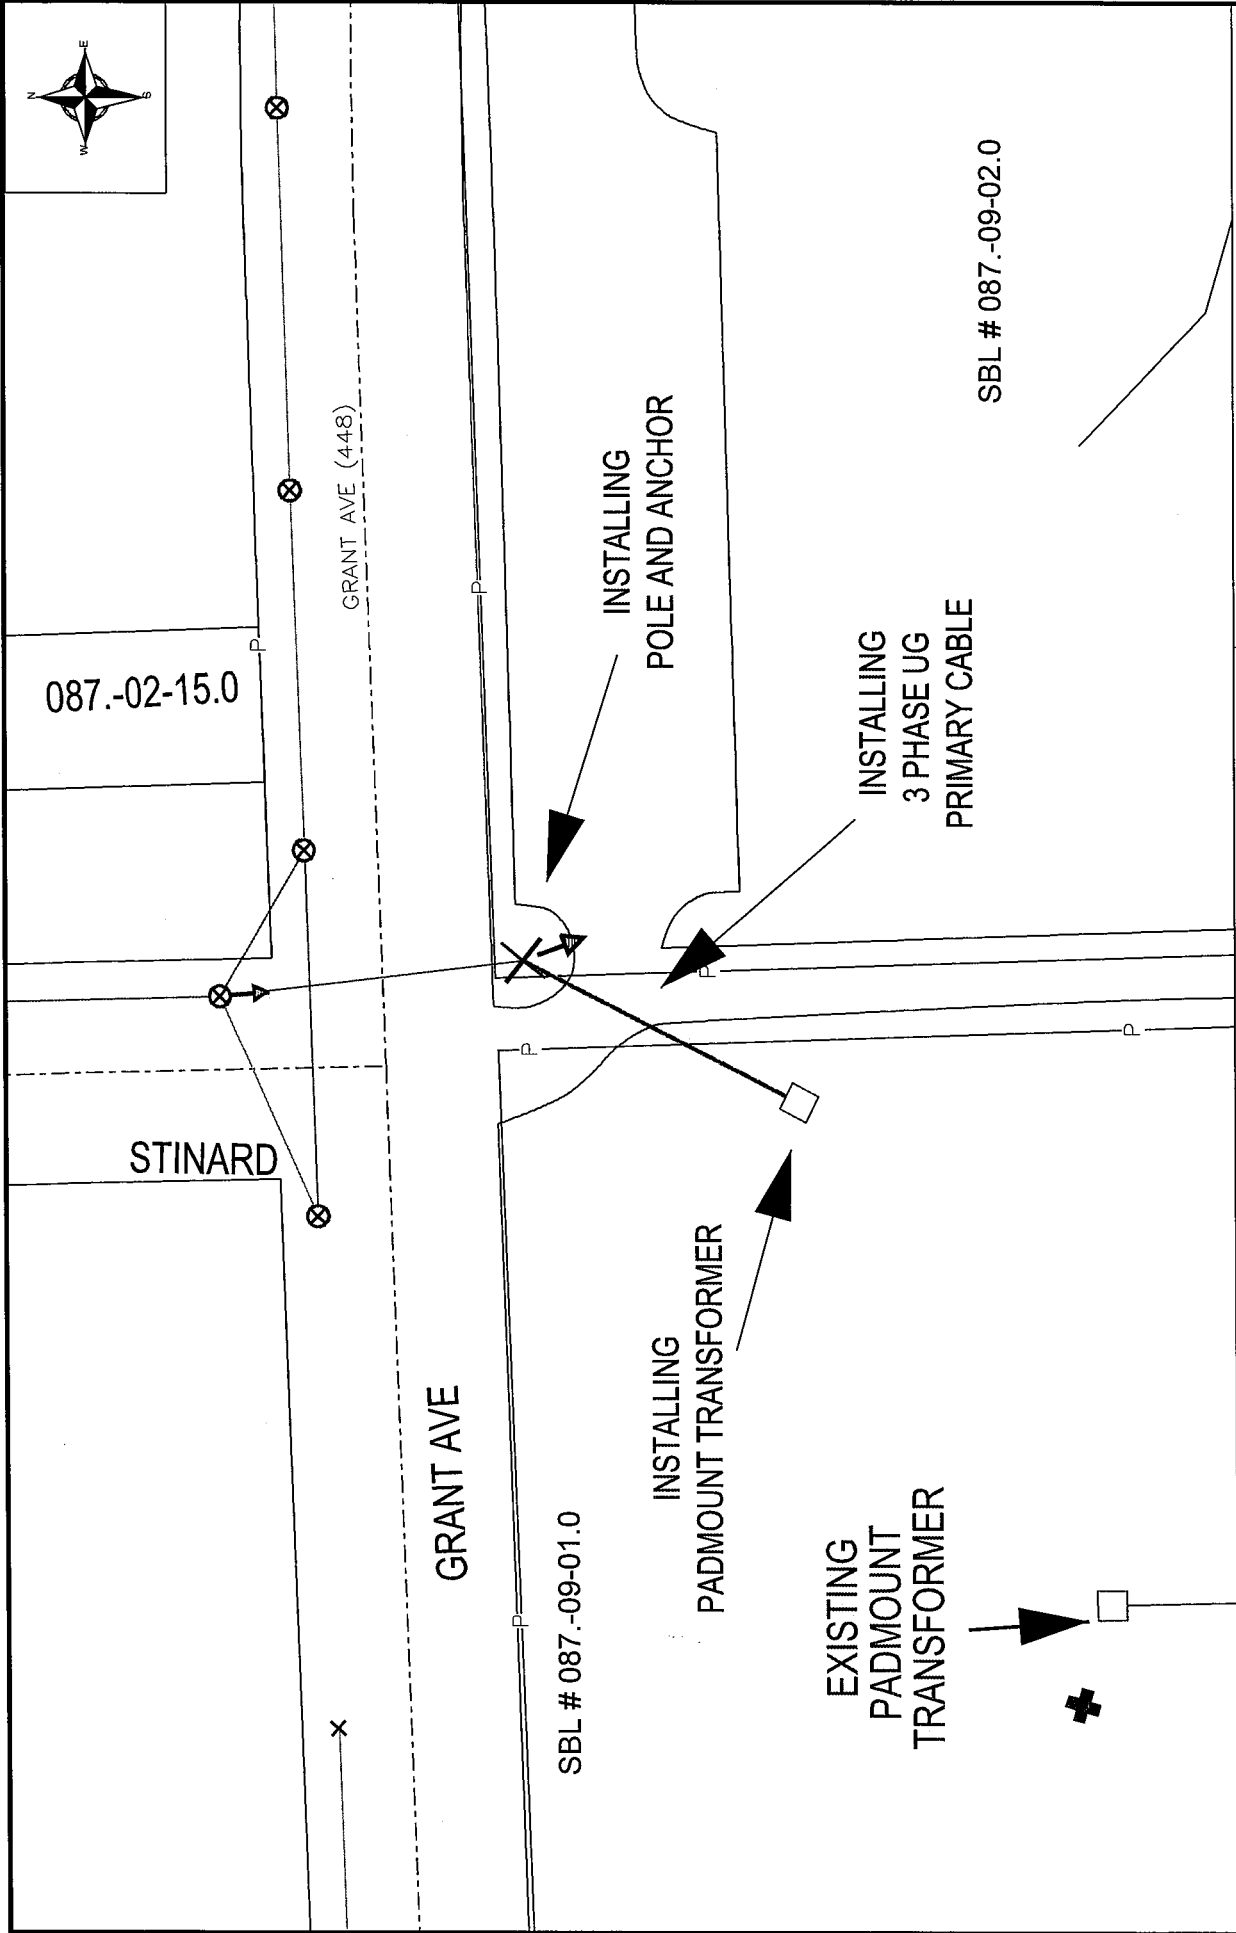 N
E
W
S
GRANT AVE (448)
087.-02-15.0
P
P
INSTALLING
POLE AND ANCHOR
SBL # 087.-09-02.0
INSTALLING
3 PHASE UG
PRIMARY CABLE
STINARD
P
P
P
GRANT AVE
P
SBL # 087.-09-01.0
INSTALLING
PADMOUNT TRANSFORMER
EXISTING
PADMOUNT
TRANSFORMER